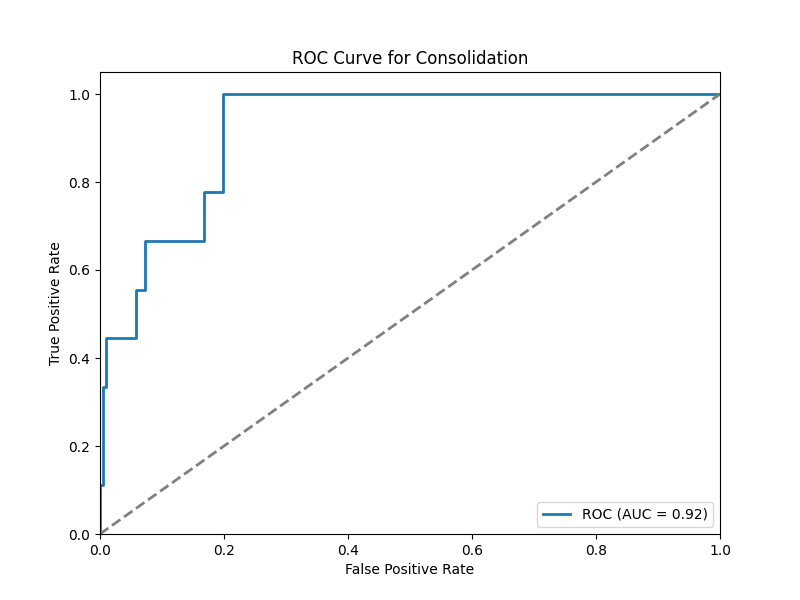 ROC Curve for Consolidation
True Positive Rate
1.0
0.8
0.6
0.4
0.2
0.0
0.0 0.2 0.4 0.6 0.8 1.0
False Positive Rate
ROC (AUC = 0.92)